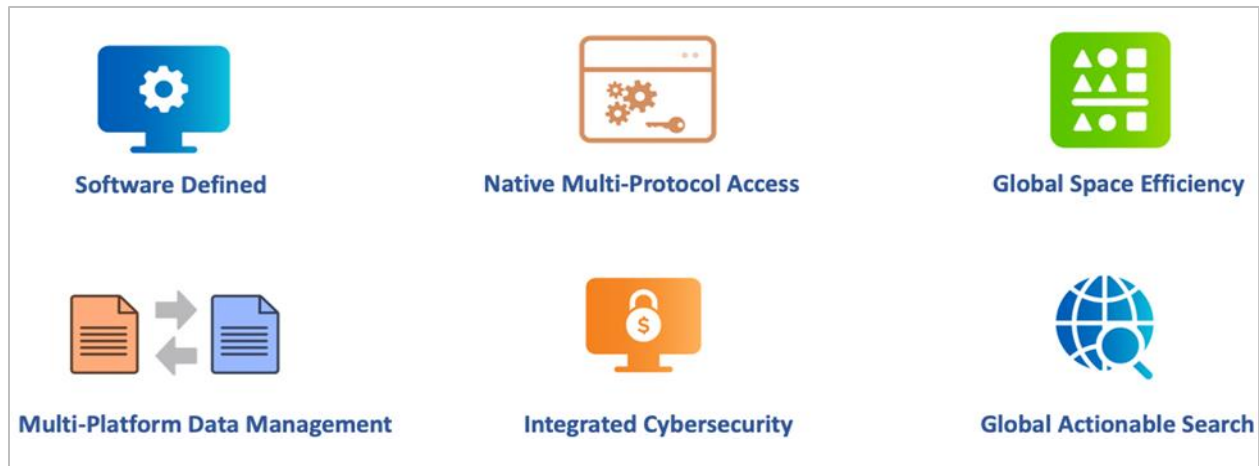 Software Defined
Native Multi-Protocol Access
Global Space Efficiency
$
Multi-Platform Data Management
Integrated Cybersecurity
Global Actionable Search